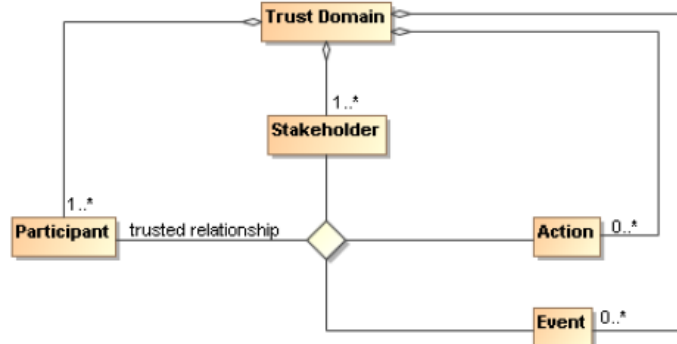 Trust Domain
1..*
Stakeholder
1..*
Participant
trusted relationship
Action
0..*
Event
0..*